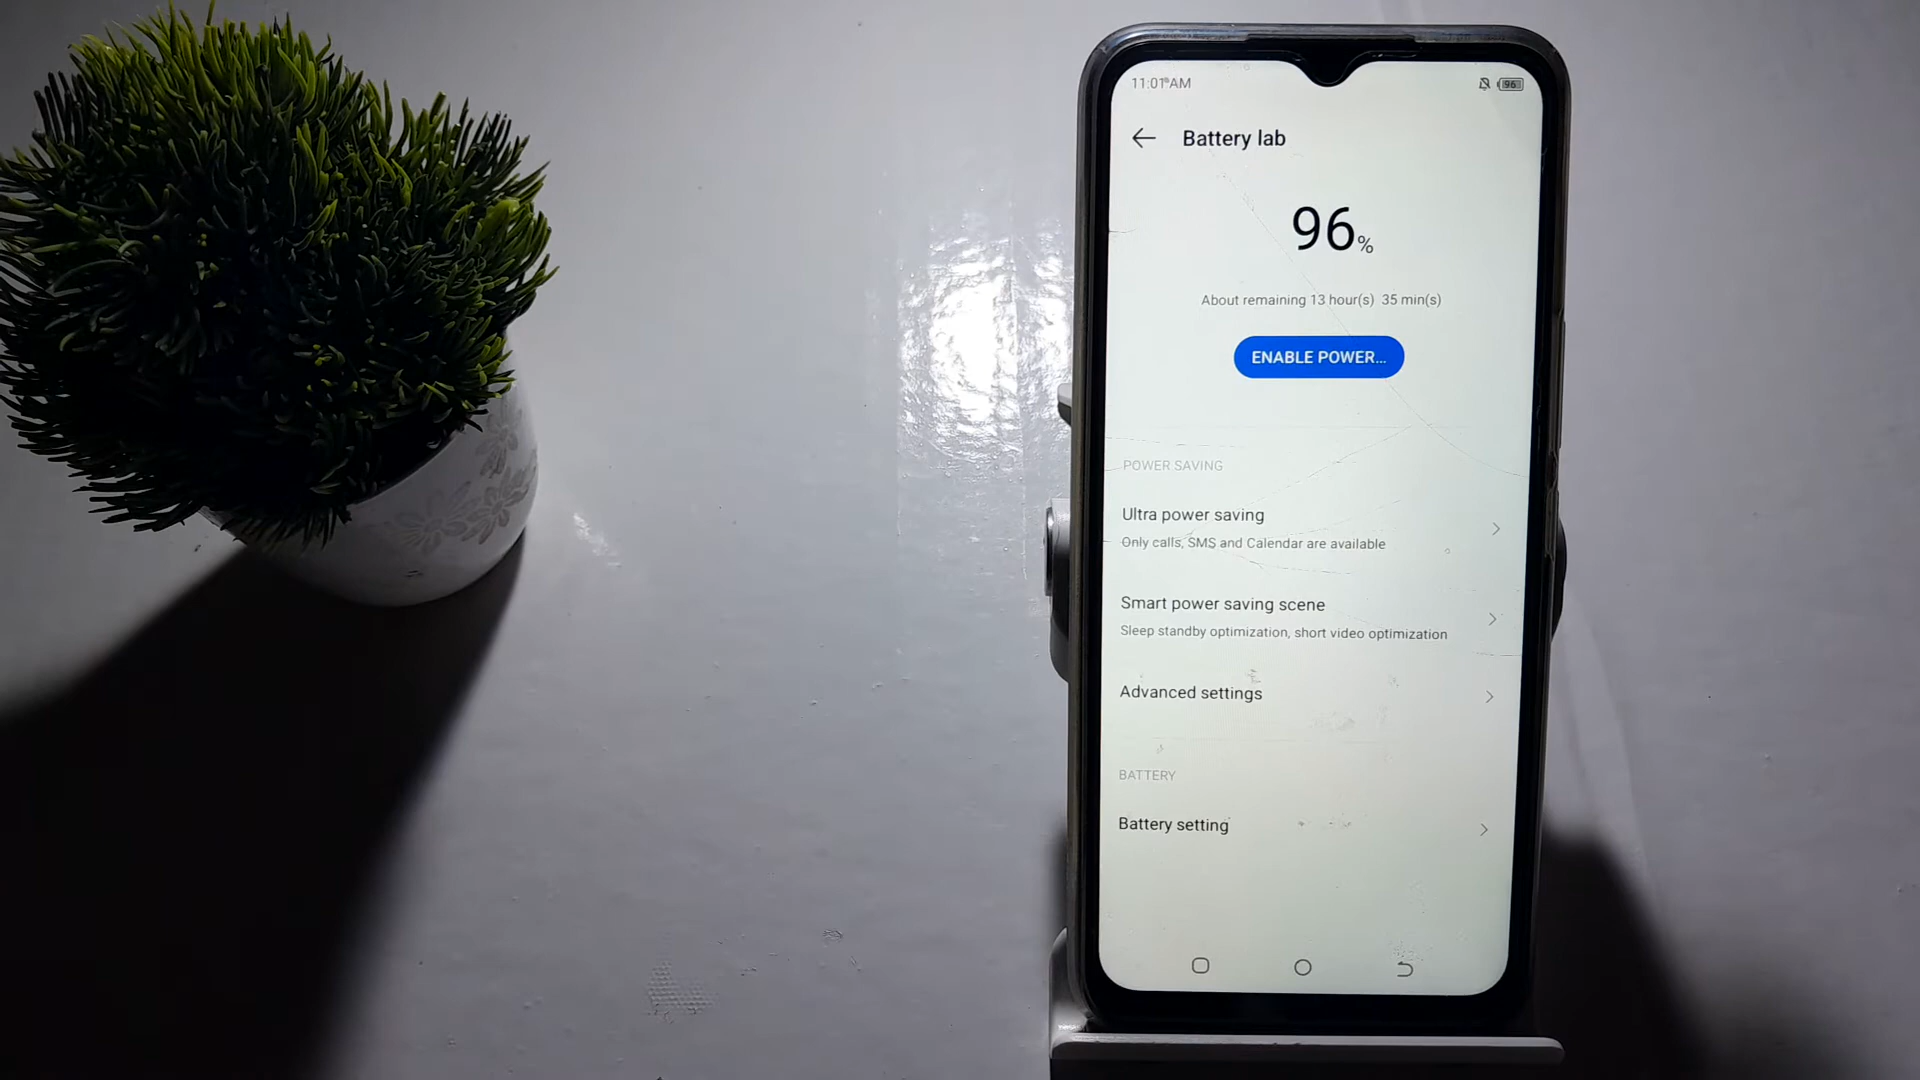 11:01 AM
96
Battery lab
96%
About remaining 13 hour(s) 35 min(s)
ENABLE POWER...
POWER SAVING
Ultra power saving
Only calls, SMS and Calendar are available
Smart power saving scene
Sleep standby optimization, short video optimization
Advanced settings
BATTERY
Battery setting